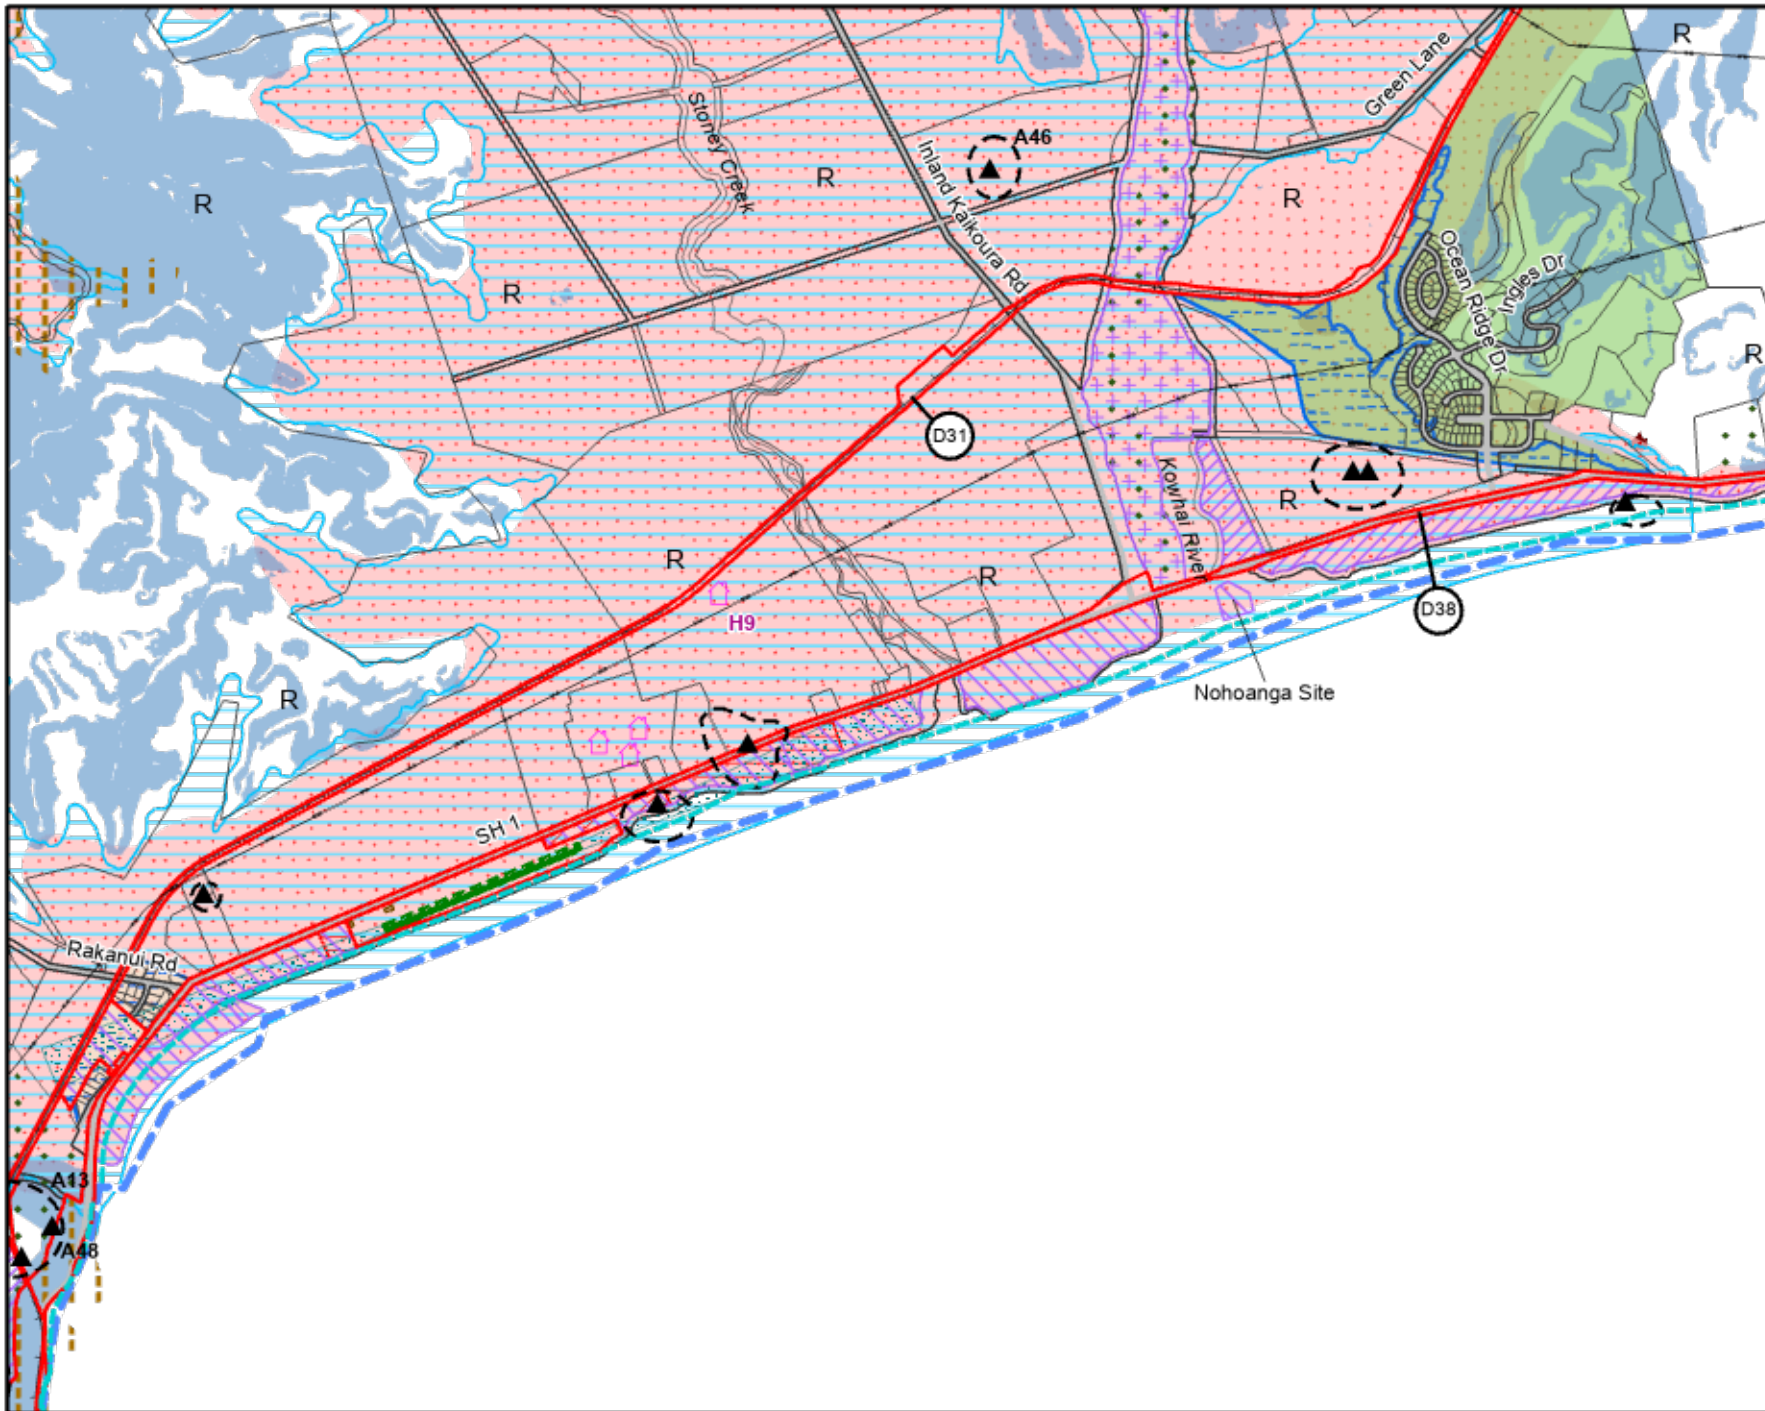 R
Green Lane
Stoney Creek
A46
Inland Kaikoura Rd
R
R
R
R
Ocean Ridge Dr
Ingles Dr
R
D31
Kowhai River
R
R
R
H9
D38
Nohoanga Site
R
SH 1
Rakanui Rd
A13
A48